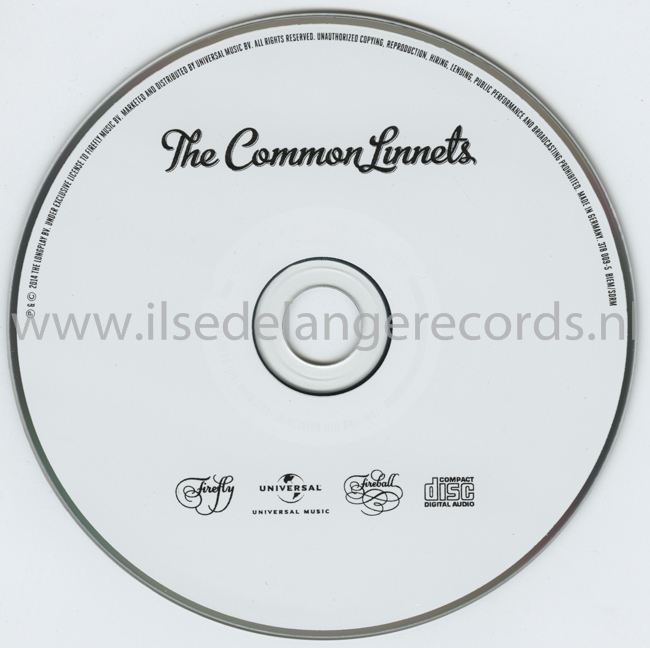 ℗ & © 2014 THE LONGPLAY BV. UNDER EXCLUSIVE LICENSE TO FIREFLY MUSIC BV. MARKETED AND DISTRIBUTED BY UNIVERSAL MUSIC BV. ALL RIGHTS RESERVED. UNAUTHORIZED COPYING, REPRODUCTION, HIRING, LENDING, PUBLIC PERFORMANCE AND BROADCASTING PROHIBITED. MADE IN GERMANY. 378 009-5 BIEM/SDRM
The Common Linnets
www.ilsedelangerecords.nl
Firefly
UNIVERSAL
UNIVERSAL MUSIC
Fireball
COMPACT
disc
DIGITAL AUDIO